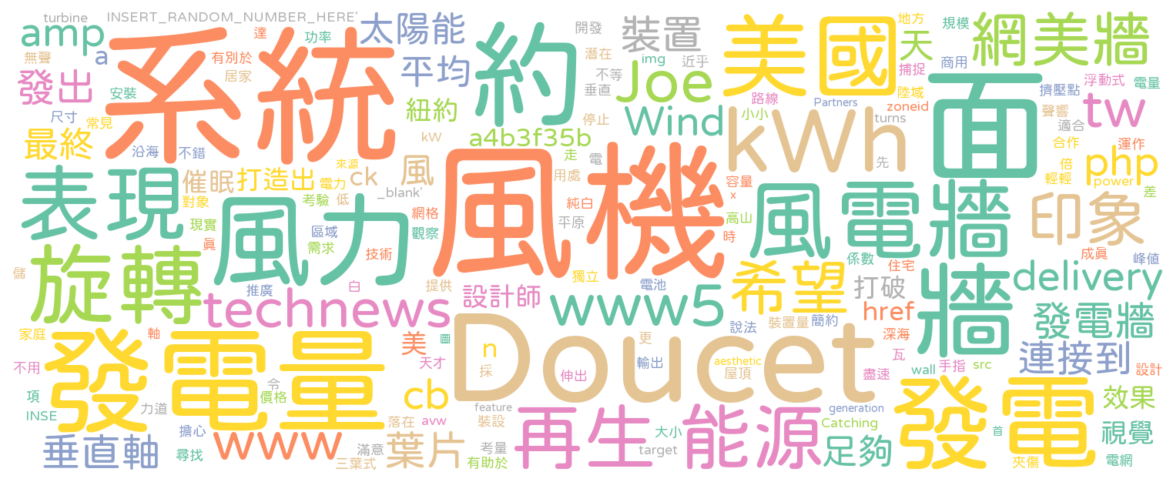 turbine INSERT_RANDOM_NUMBER_HERE' 達 功率 太陽能 開發 裝置 美國 天 地方 規模 網美牆
amp a 有別於 系統 約 潛在 img 近乎 商用 捕捉 浮動式 電量
無聲 發出 安裝 居家 平均 不等 垂直 Joe 路線 Partners 陸域 擠壓點 tw
尺寸 常見 紐約 停止 Wind 小小 kWh turns zoneid 面 聲響 適合 運作
最終 沿海 不錯 kW a4b3f35b 走 電 先 合作 倍 php
表現 催眠 打造出 來源 ck 風 用處 容量 輕輕 power 差
對象 電力 考驗 低 _blank' 風機 純白 × 高山 風電牆 印象
現實 真 風力 區域 需求 網格 觀察 平原 時 係數 成真 峰值
儲 旋轉 技術 獨立 電池 希望 住宅 打破 牆 delivery
推廣 白 提供 technews 設計師 www5 href 深海 發電牆
家庭 軸 圖 美 n 更 說法 裝置量 簡約 瓦 連接到
不用 發電量 天才 採 Doucet 伸出 輸出 aesthetic 屋頂 盡速 wall 手指 src 設計
項 令 價格 cb feature 再生能源 generation 發電 效果
INSE 力道 落在 avw 裝設 大小 Catching 首 視覺
垂直軸 擔心 尋找 www 滿意 三葉式 葉片 考量 有助於 target 足夠 夾傷 電網